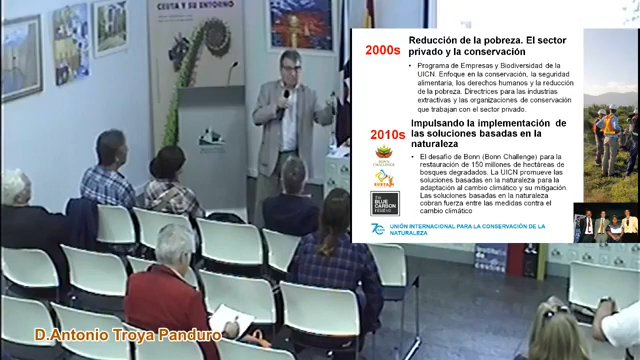 CEUTA Y SU ENTORNO
2000s
Reducción de la pobreza. El sector
privado y la conservación
• Programa de Empresas y Biodiversidad de la
UICN. Enfoque en la conservación, la seguridad
alimentaria, los derechos humanos y la reducción
de la pobreza. Directrices para las industrias
extractivas y las organizaciones de conservación
que trabajan con el sector privado.
2010s
Impulsando la implementación de
las soluciones basadas en la
naturaleza
• El desafío de Bonn (Bonn Challenge) para la
restauración de 150 millones de hectáreas de
bosques degradados. La UICN promueve las
soluciones basadas en la naturaleza para la
adaptación al cambio climático y su mitigación.
Las soluciones basadas en la naturaleza
cobran fuerza entre las medidas contra el
cambio climático
BONN
CHALLENGE
SUSTAIN
THE
BLUE CARBON
INITIATIVE
UNIÓN INTERNACIONAL PARA LA CONSERVACIÓN DE LA
NATURALEZA
D.Antonio Troya Panduro